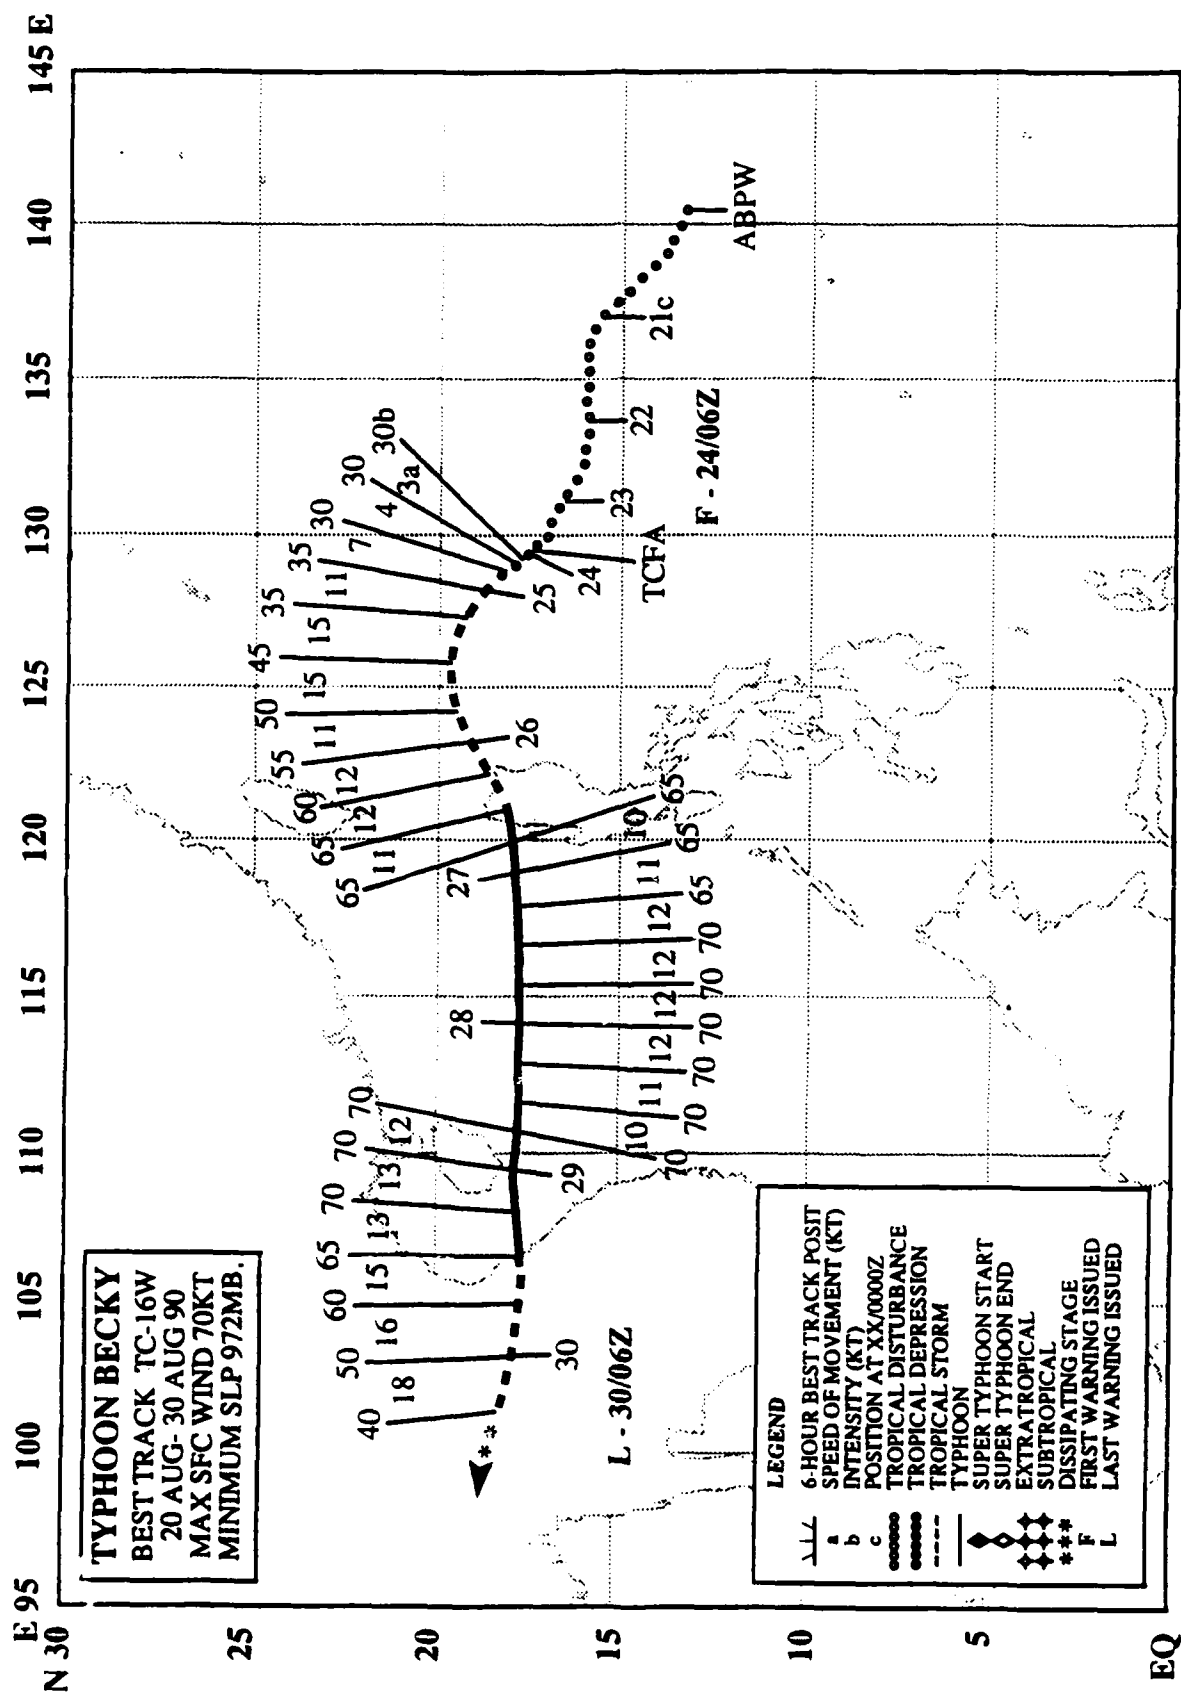 TYPHOON BECKY
BEST TRACK TC-16W
20 AUG- 30 AUG 90
MAX SFC WIND 70KT
MINIMUM SLP 972MB.
E 95
100
105
110
115
120
125
130
135
140
145 E
N 30
25
20
15
10
5
EQ
ABPW
21c
22
23
TCFA
24
25
26
27
28
29
30
F - 24/06Z
L - 30/06Z
30b
3a
30
4
30
7
35
11
35
15
45
15
50
11
55
12
60
12
65
11
65
65
10
65
11
65
12
70
12
70
12
70
12
70
11
70
10
70
70
12
70
13
70
13
65
15
60
16
50
18
40
LEGEND
6-HOUR BEST TRACK POSIT
a SPEED OF MOVEMENT (KT)
b INTENSITY (KT)
c POSITION AT XX/0000Z
TROPICAL DISTURBANCE
TROPICAL DEPRESSION
TROPICAL STORM
TYPHOON
SUPER TYPHOON START
SUPER TYPHOON END
EXTRATROPICAL
SUBTROPICAL
*** DISSIPATING STAGE
F FIRST WARNING ISSUED
L LAST WARNING ISSUED